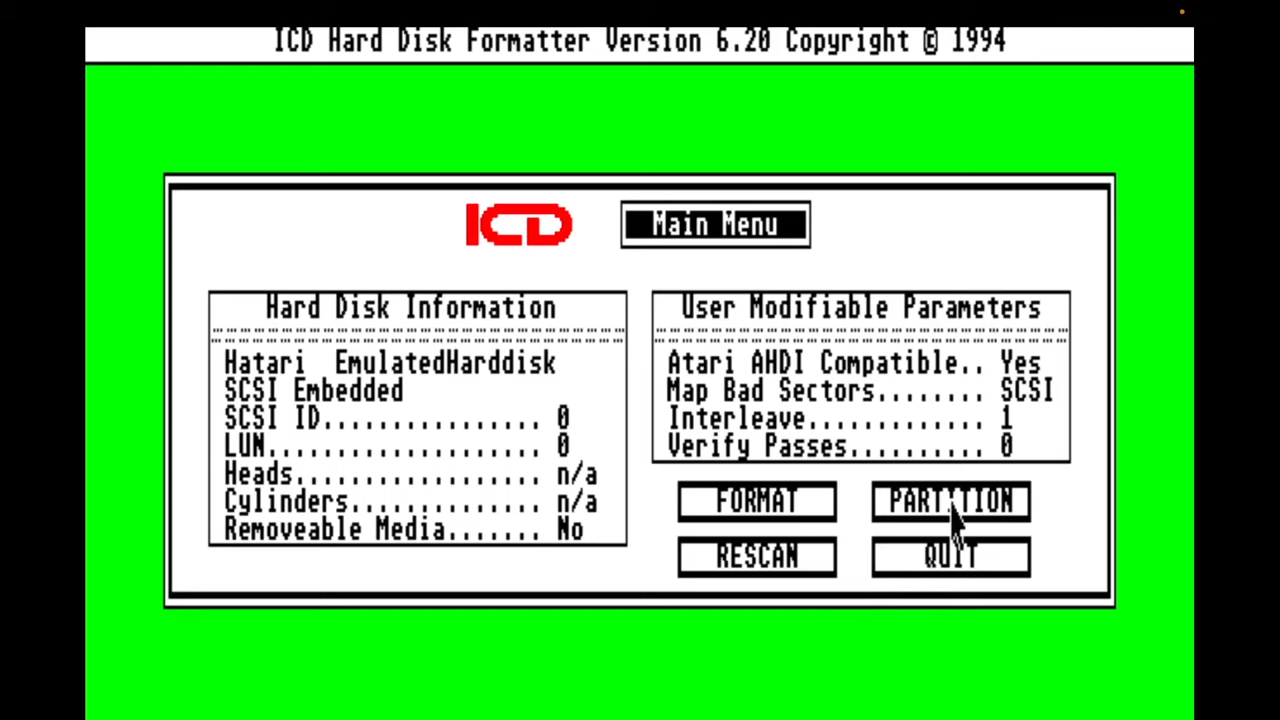 ICD Hard Disk Formatter Version 6.20 Copyright © 1994
ICD
Main Menu
Hard Disk Information
Hatari EmulatedHarddisk
SCSI Embedded
SCSI ID................ 0
LUN.................... 0
Heads.................. n/a
Cylinders.............. n/a
Removeable Media....... No
User Modifiable Parameters
Atari AHDI Compatible.. Yes
Map Bad Sectors........ SCSI
Interleave............. 1
Verify Passes.......... 0
FORMAT
PARTITION
RESCAN
QUIT